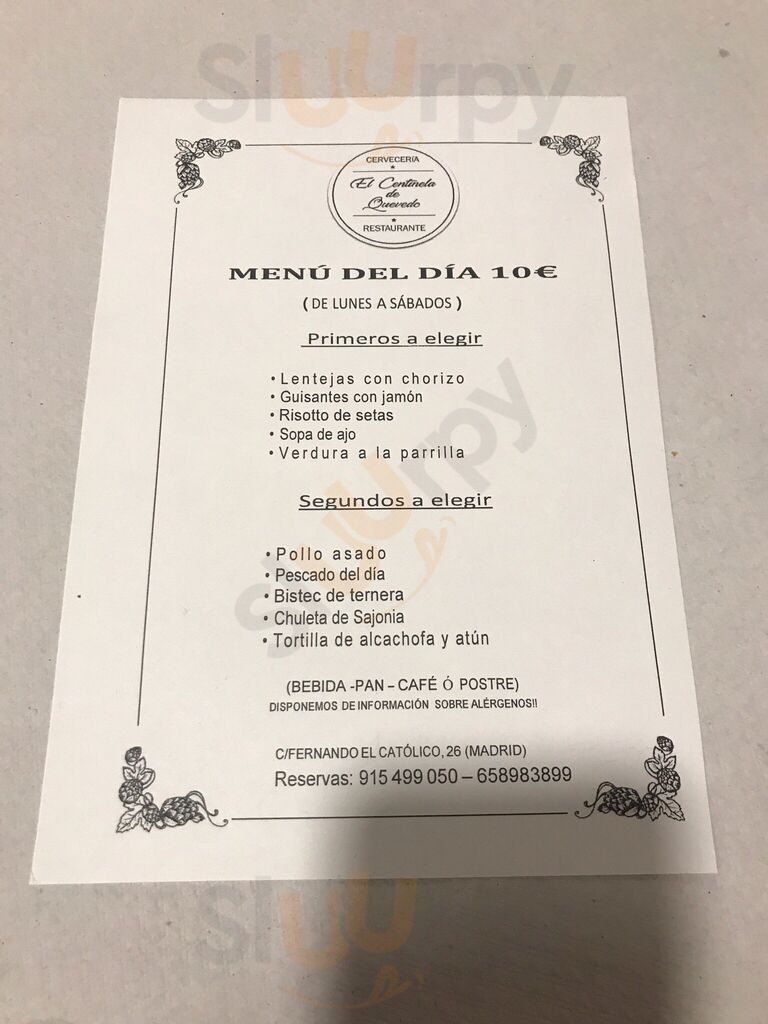 Sluurpy
CERVECERÍA
El Centinela
de
Quevedo
RESTAURANTE
MENÚ DEL DÍA 10€
( DE LUNES A SÁBADOS )
Primeros a elegir
• Lentejas con chorizo
• Guisantes con jamón
• Risotto de setas
• Sopa de ajo
• Verdura a la parrilla
Sluurpy
Segundos a elegir
• Pollo asado
• Pescado del día
• Bistec de ternera
• Chuleta de Sajonia
• Tortilla de alcachofa y atún
(BEBIDA -PAN – CAFÉ Ó POSTRE)
DISPONEMOS DE INFORMACIÓN SOBRE ALÉRGENOS!!
C/FERNANDO EL CATÓLICO, 26 (MADRID)
Reservas: 915 499 050 – 658983899
Sluurpy